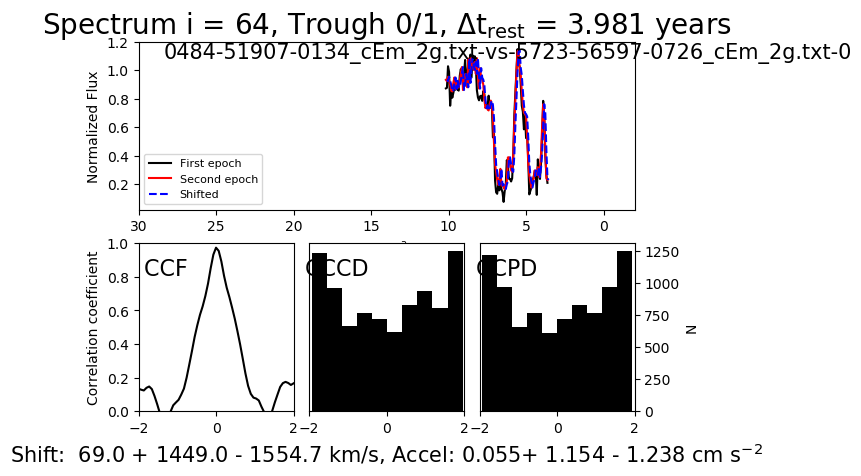 Spectrum i = 64, Trough 0/1, Δt_rest = 3.981 years
0484-51907-0134_cEm_2g.txt-vs-5723-56597-0726_cEm_2g.txt-0
Normalized Flux
1.2
1.0
0.8
0.6
0.4
0.2
First epoch
Second epoch
Shifted
30 25 20 15 10 5 0
Correlation coefficient
1.0
0.8
0.6
0.4
0.2
0.0
CCF
CCCD
CCPD
1250
1000
750
500
250
0
N
−2 0 2
−2 0 2
−2 0 2
Shift: 69.0 + 1449.0 - 1554.7 km/s, Accel: 0.055+ 1.154 - 1.238 cm s⁻²